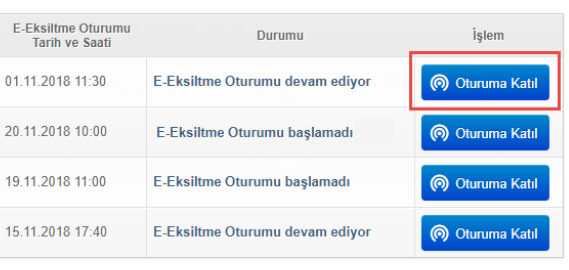 E-Eksiltme Oturumu
Tarih ve Saati
Durumu
İşlem
01.11.2018 11:30
E-Eksiltme Oturumu devam ediyor
Oturuma Katıl
20.11.2018 10:00
E-Eksiltme Oturumu başlamadı
Oturuma Katıl
19.11.2018 11:00
E-Eksiltme Oturumu başlamadı
Oturuma Katıl
15.11.2018 17:40
E-Eksiltme Oturumu devam ediyor
Oturuma Katıl